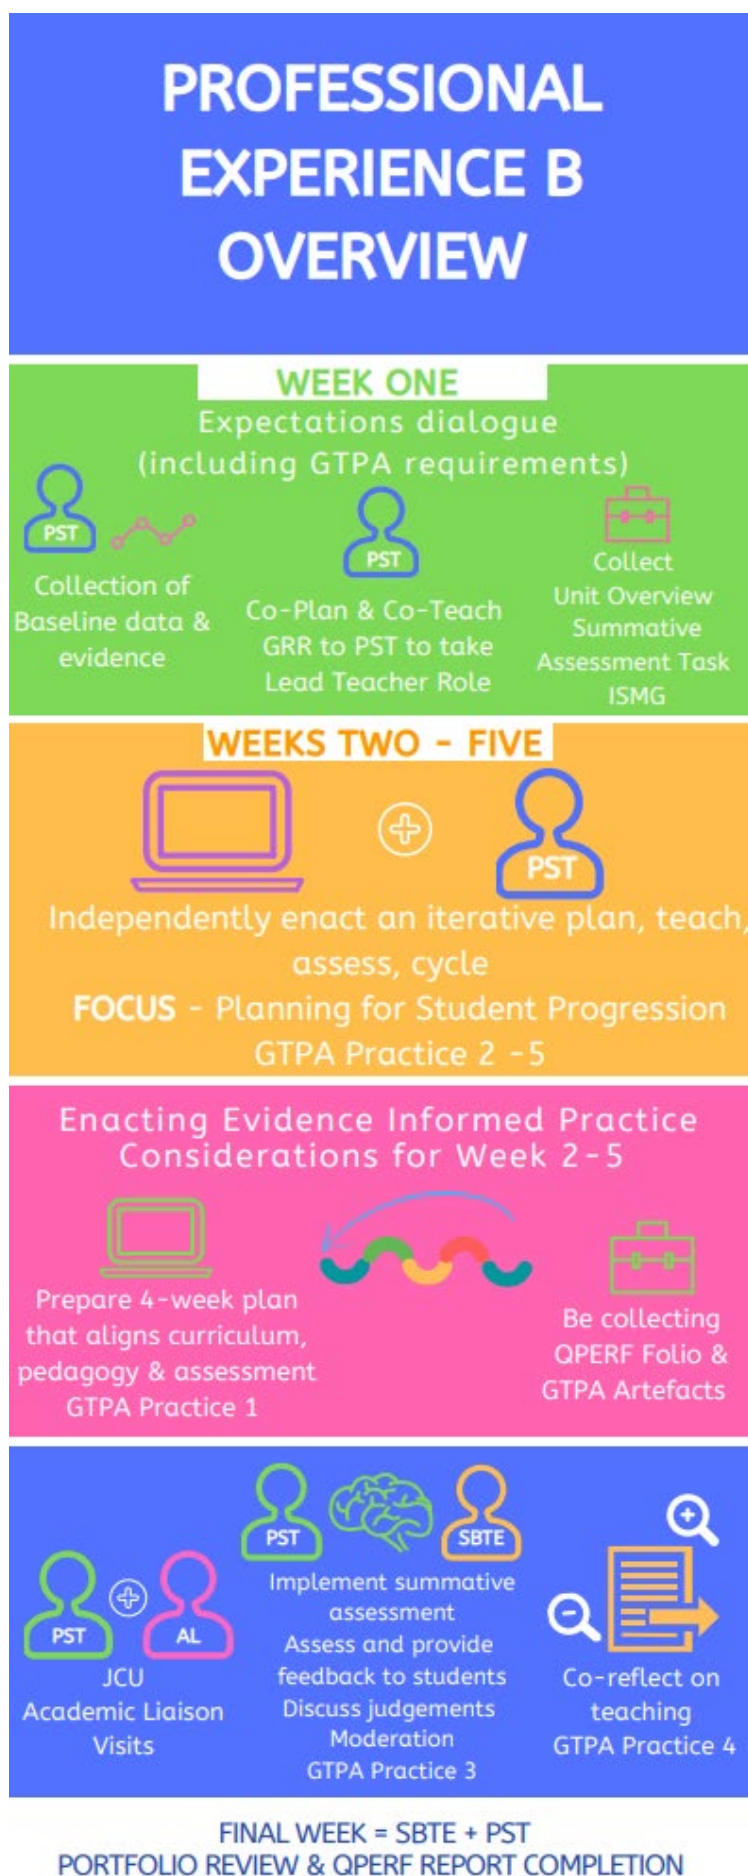 PROFESSIONAL
EXPERIENCE B
OVERVIEW
WEEK ONE
Expectations dialogue
(including GTPA requirements)
PST
Collection of
Baseline data &
evidence
PST
Co-Plan & Co-Teach
GRR to PST to take
Lead Teacher Role
Collect
Unit Overview
Summative
Assessment Task
ISMG
WEEKS TWO - FIVE
PST
Independently enact an iterative plan, teach,
assess, cycle
FOCUS - Planning for Student Progression
GTPA Practice 2 -5
Enacting Evidence Informed Practice
Considerations for Week 2-5
Prepare 4-week plan
that aligns curriculum,
pedagogy & assessment
GTPA Practice 1
Be collecting
QPERF Folio &
GTPA Artefacts
PST
AL
JCU
Academic Liaison
Visits
PST
SBTE
Implement summative
assessment
Assess and provide
feedback to students
Discuss judgements
Moderation
GTPA Practice 3
Co-reflect on
teaching
GTPA Practice 4
FINAL WEEK = SBTE + PST
PORTFOLIO REVIEW & QPERF REPORT COMPLETION